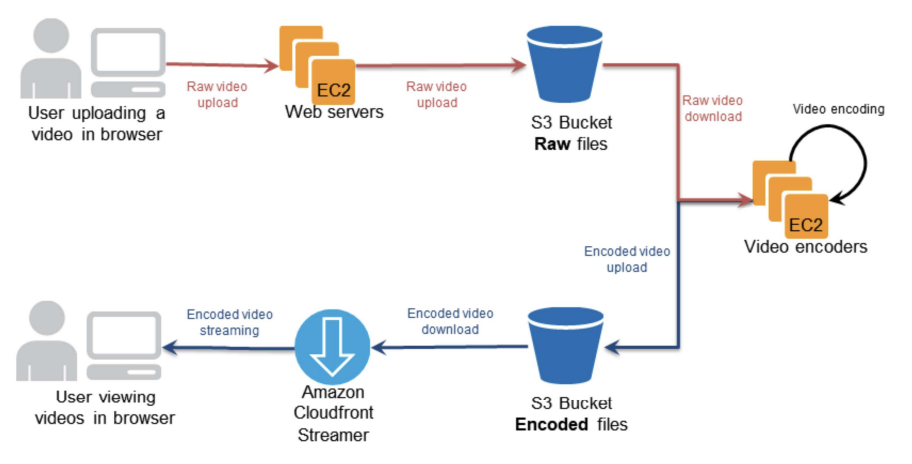 EC2
Raw video
upload
Raw video
upload
User uploading a
video in browser
Web servers
S3 Bucket
Raw files
Raw video
download
Video encoding
EC2
Video encoders
Encoded video
upload
Encoded video
streaming
Encoded video
download
User viewing
videos in browser
Amazon
Cloudfront
Streamer
S3 Bucket
Encoded files